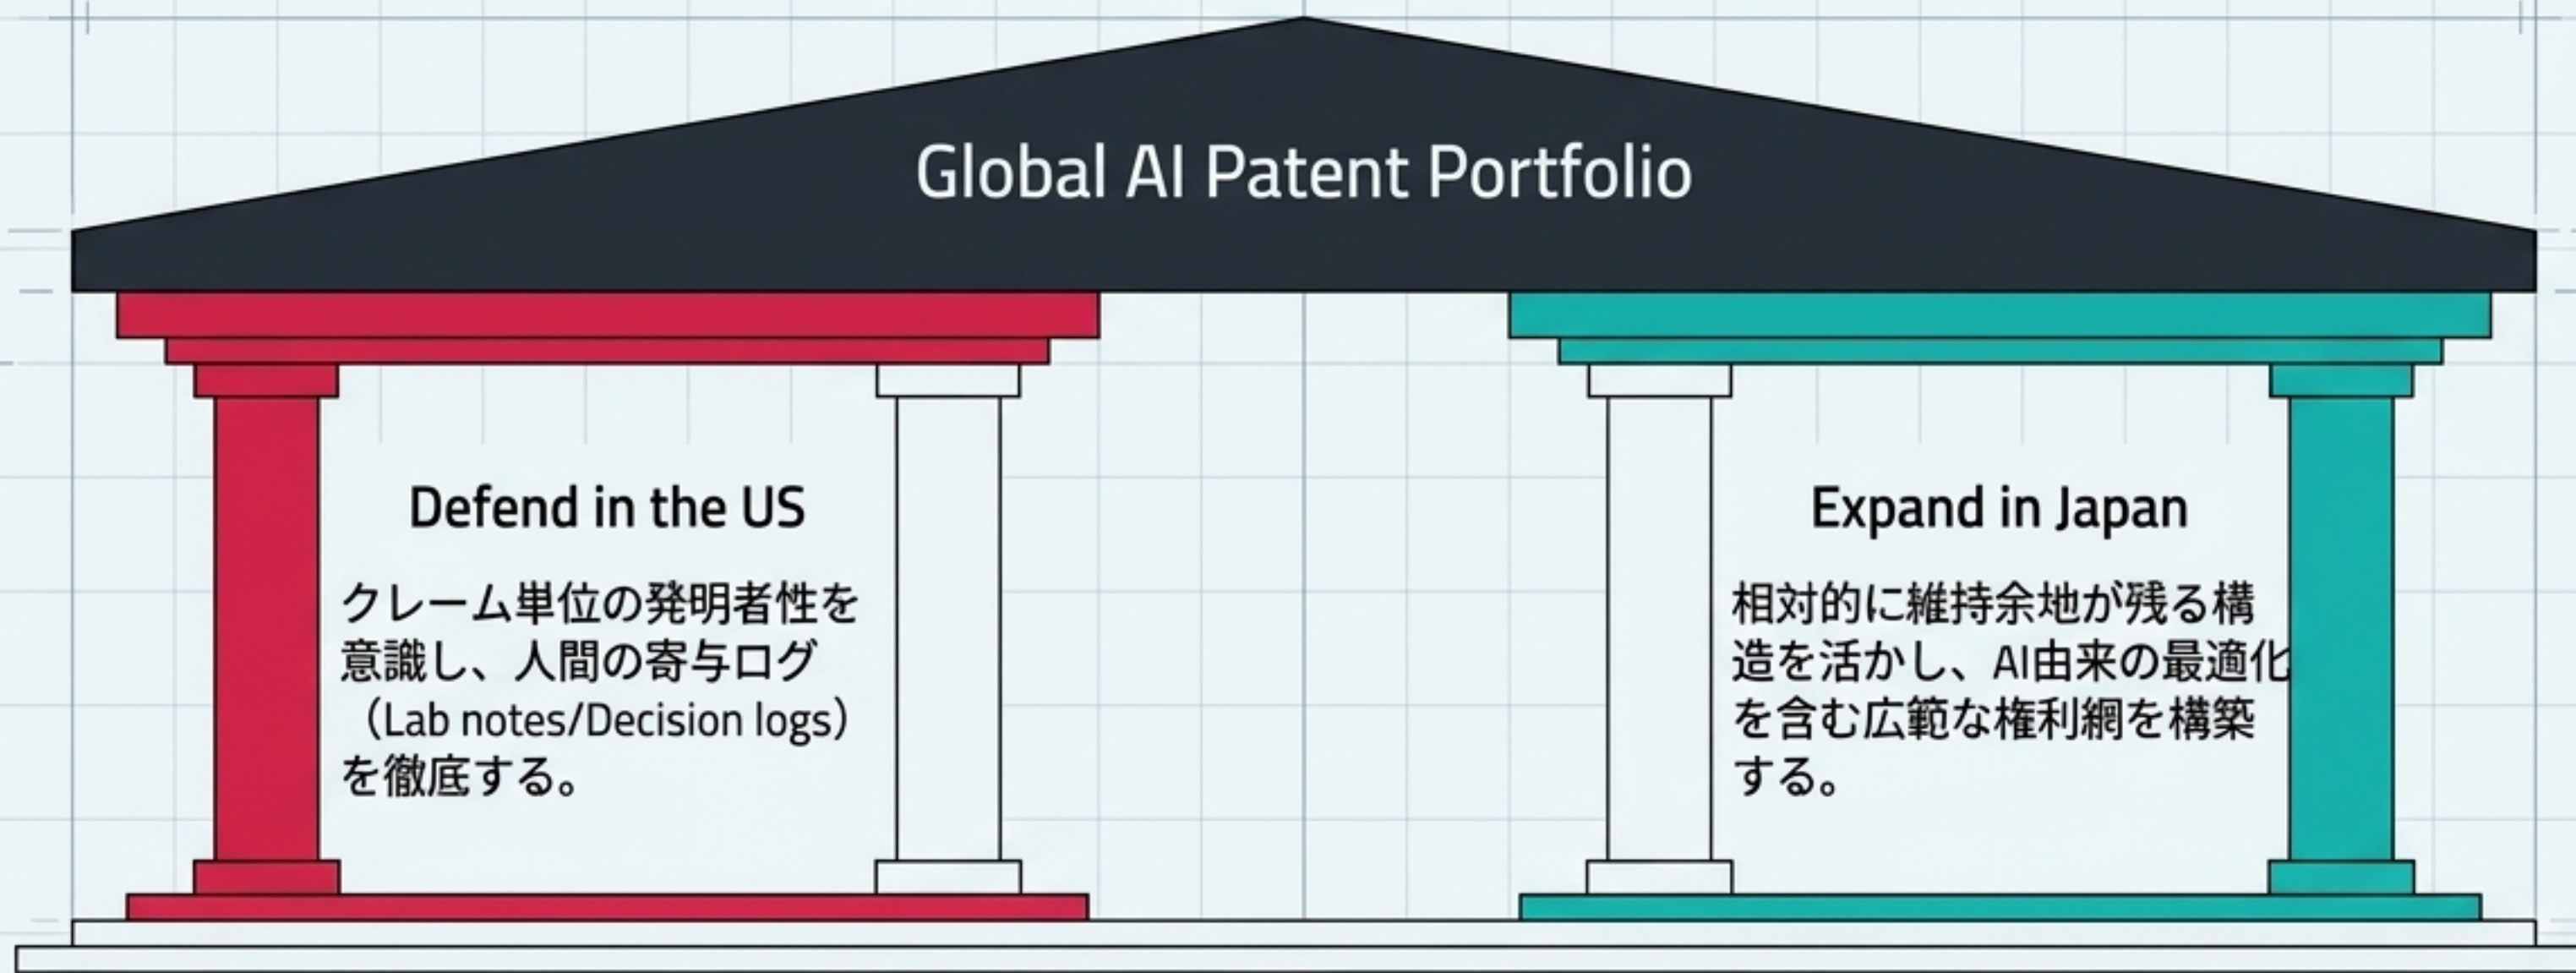 Global AI Patent Portfolio
Defend in the US
クレーム単位の発明者性を
意識し、人間の寄与ログ
（Lab notes/Decision logs）
を徹底する。
Expand in Japan
相対的に維持余地が残る構
造を活かし、AI由来の最適化
を含む広範な権利網を構築
する。